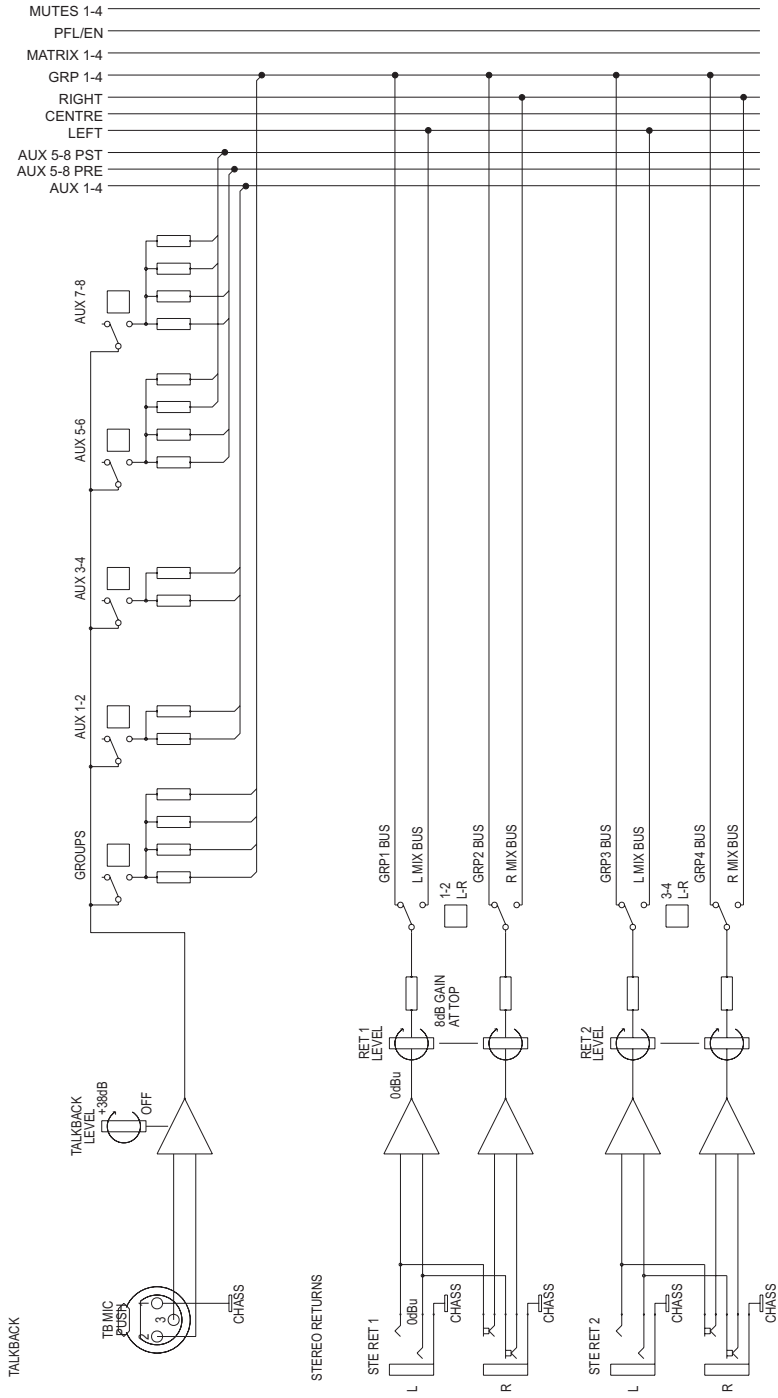 MUTES 1-4
PFL/EN
MATRIX 1-4
GRP 1-4
RIGHT
CENTRE
LEFT
AUX 5-8 PST
AUX 5-8 PRE
AUX 1-4
AUX 7-8
AUX 5-6
AUX 3-4
AUX 1-2
GROUPS
TALKBACK
LEVEL
+38dB
OFF
TB MIC
PUSH
1
2
3
CHASS
TALKBACK
STEREO RETURNS
GRP1 BUS
L MIX BUS
1-2
L-R
GRP2 BUS
R MIX BUS
RET 1
LEVEL
8dB GAIN
AT TOP
0dBu
STE RET 1
0dBu
L
CHASS
R
CHASS
GRP3 BUS
L MIX BUS
3-4
L-R
GRP4 BUS
R MIX BUS
RET 2
LEVEL
STE RET 2
L
CHASS
R
CHASS